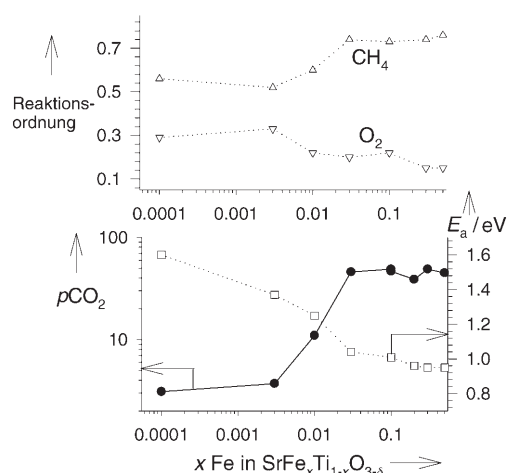 0.7
0.5
0.3
0.1
Reaktions-
ordnung
CH4
O2
0.0001 0.001 0.01 0.1
100
10
pCO2
Ea / eV
1.6
1.4
1.2
1.0
0.8
0.0001 0.001 0.01 0.1
x Fe in SrFexTi1-xO3-δ